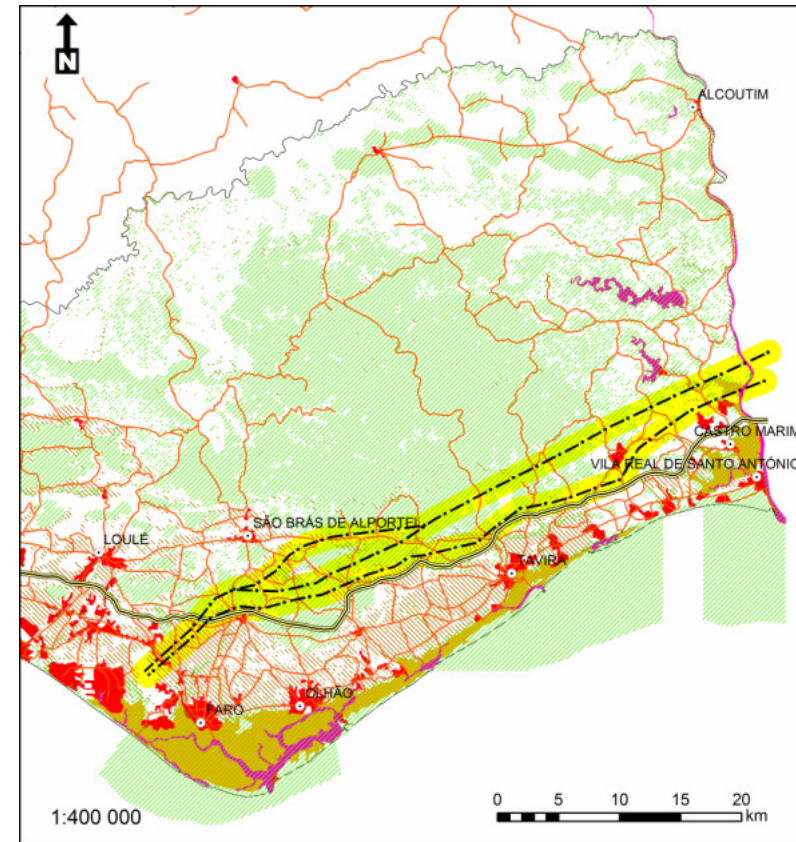 N
ALCOUTIM
CASTRO MARIM
VILA REAL DE SANTO ANTÓNIO
SÃO BRÁS DE ALPORTEL
LOULÉ
TAVIRA
OLHÃO
FARO
1:400 000
0 5 10 15 20
km